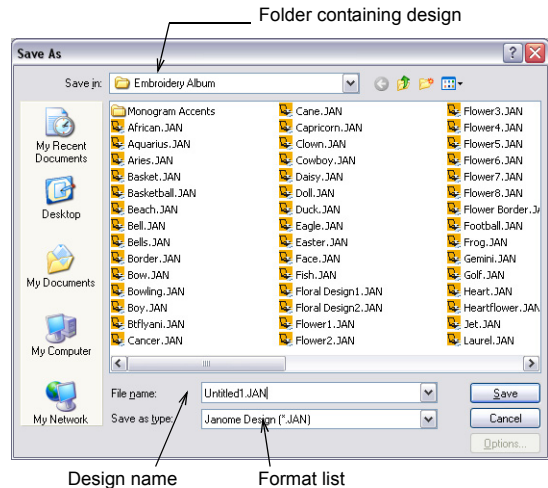 Folder containing design
Save As
Save in: Embroidery Album
My Recent Documents
Desktop
My Documents
My Computer
My Network
Monogram Accents
African.JAN
Aquarius.JAN
Aries.JAN
Basket.JAN
Basketball.JAN
Beach.JAN
Bell.JAN
Bells.JAN
Border.JAN
Bow.JAN
Bowling.JAN
Boy.JAN
Btflyani.JAN
Cancer.JAN
Cane.JAN
Capricorn.JAN
Clown.JAN
Cowboy.JAN
Daisy.JAN
Doll.JAN
Duck.JAN
Eagle.JAN
Easter.JAN
Face.JAN
Fish.JAN
Floral Design1.JAN
Floral Design2.JAN
Flower1.JAN
Flower2.JAN
Flower3.JAN
Flower4.JAN
Flower5.JAN
Flower6.JAN
Flower7.JAN
Flower8.JAN
Flower Border.J
Football.JAN
Frog.JAN
Gemini.JAN
Golf.JAN
Heart.JAN
Heartflower.JAN
Jet.JAN
Laurel.JAN
File name: Untitled1.JAN Save
Save as type: Janome Design (*.JAN) Cancel
Options...
Design name Format list